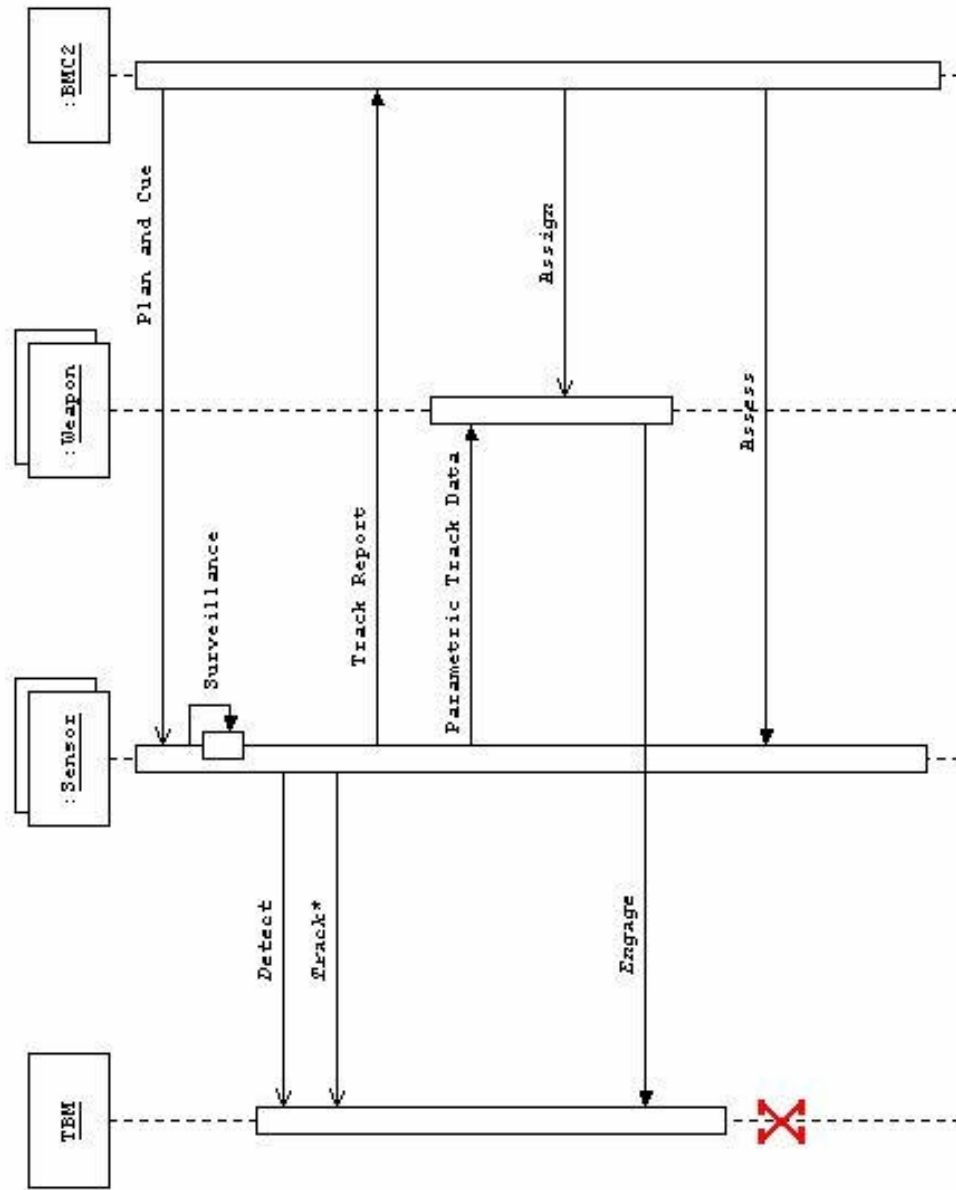 TBM
:Sensor
:Weapon
:BMC2
Plan and Cue
Surveillance
Detect
Track*
Track Report
Parametric Track Data
Assign
Engage
Assess